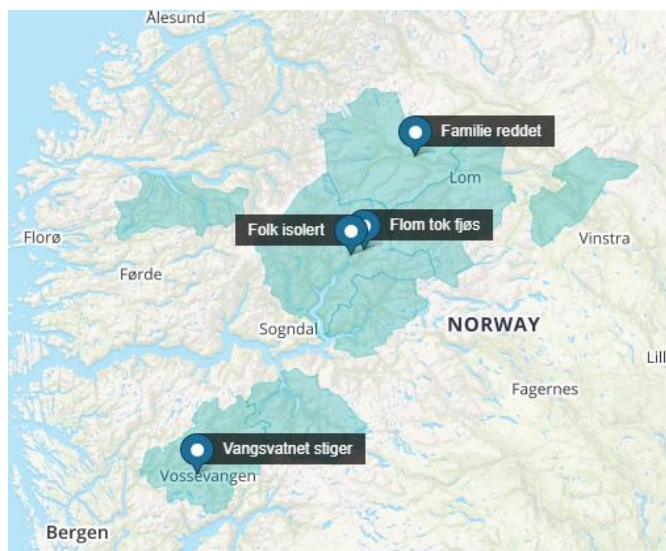 Ålesund
Familie reddet
Lom
Folk isolert
Flom tok fjøs
Florø
Vinstra
Førde
Sogndal
NORWAY
Lill
Fagernes
Vangsvatnet stiger
Vossevangen
Bergen